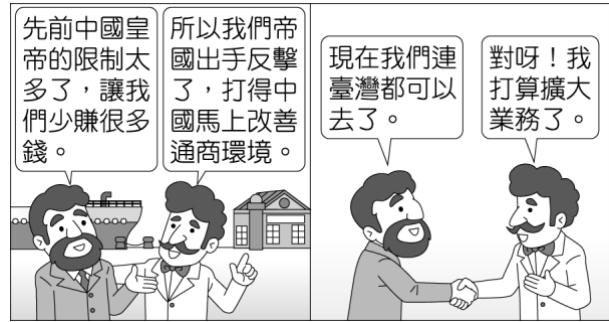 先前中國皇
帝的限制太
多了，讓我
們少賺很多
錢。
所以我們帝
國出手反擊
了，打得中
國馬上改善
通商環境。
現在我們連
臺灣都可以
去了。
對呀！我
打算擴大
業務了。